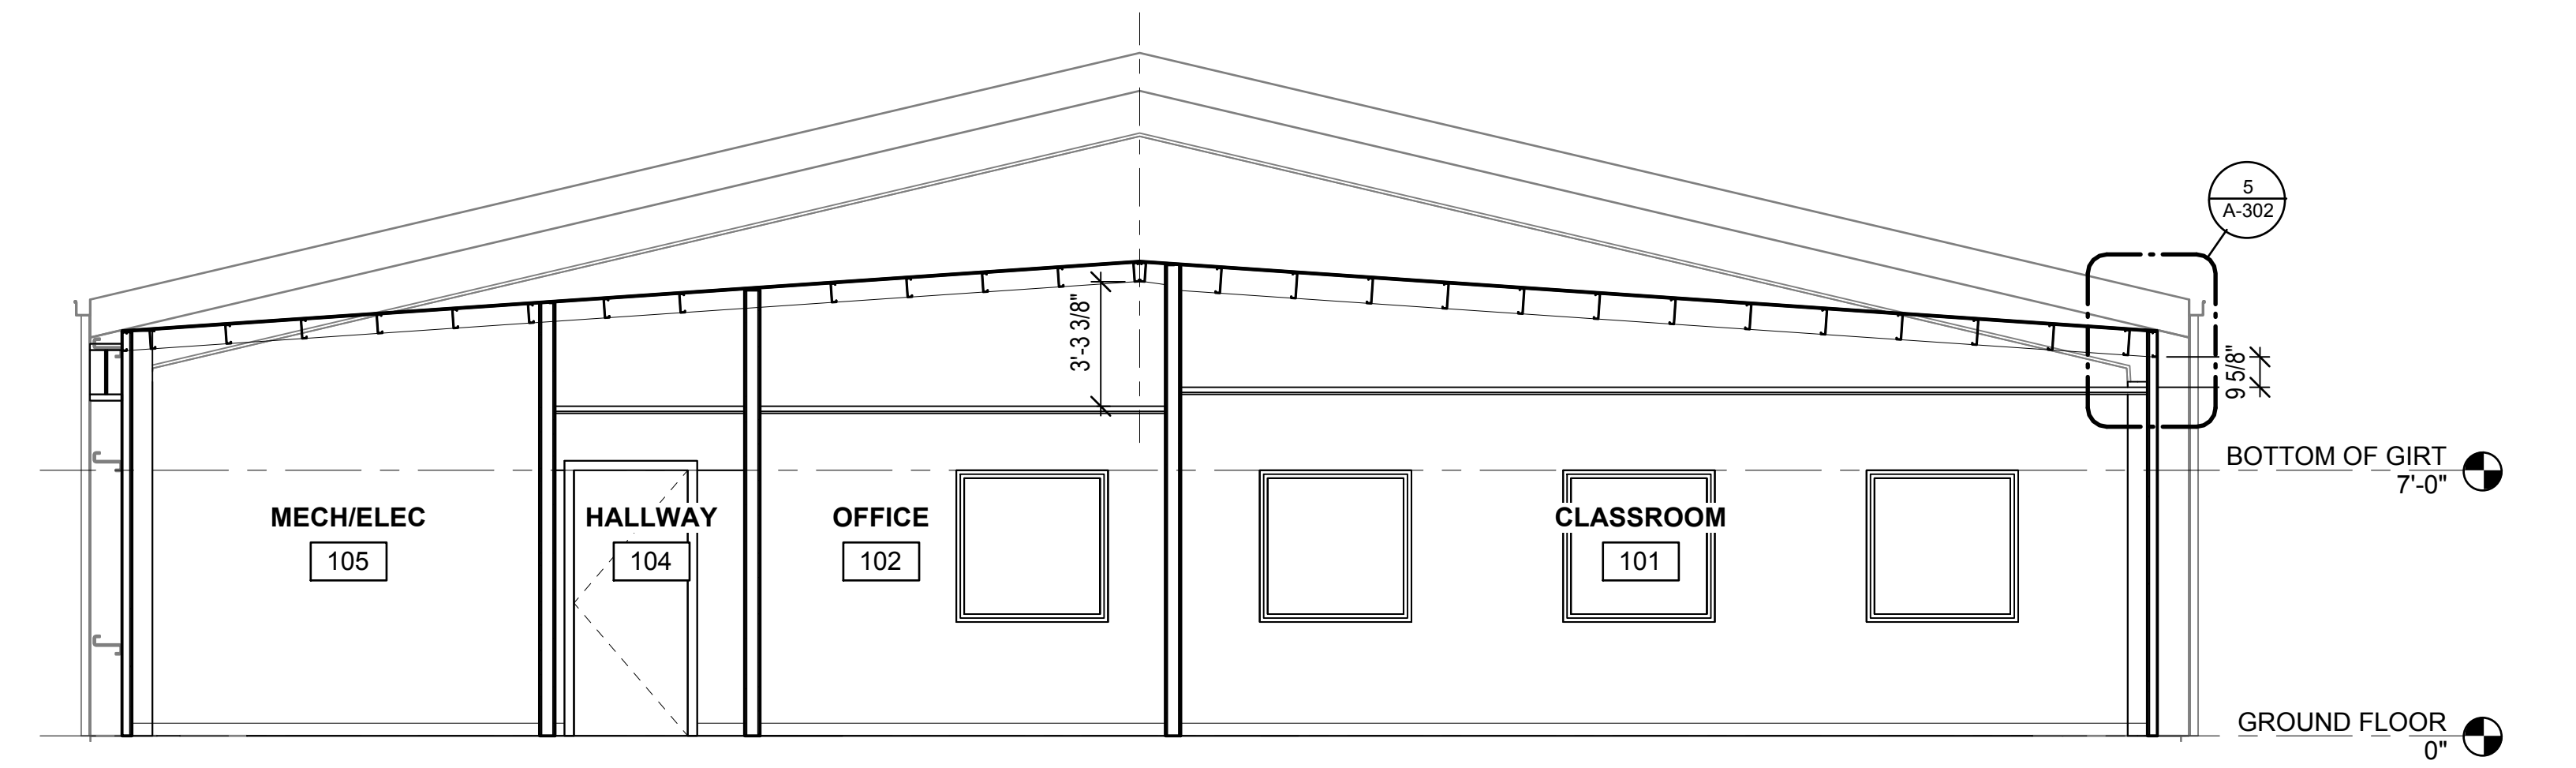 5
A-302
3'-3 3/8"
9 5/8"
BOTTOM OF GIRT
7'-0"
MECH/ELEC
105
HALLWAY
104
OFFICE
102
CLASSROOM
101
GROUND FLOOR
0"